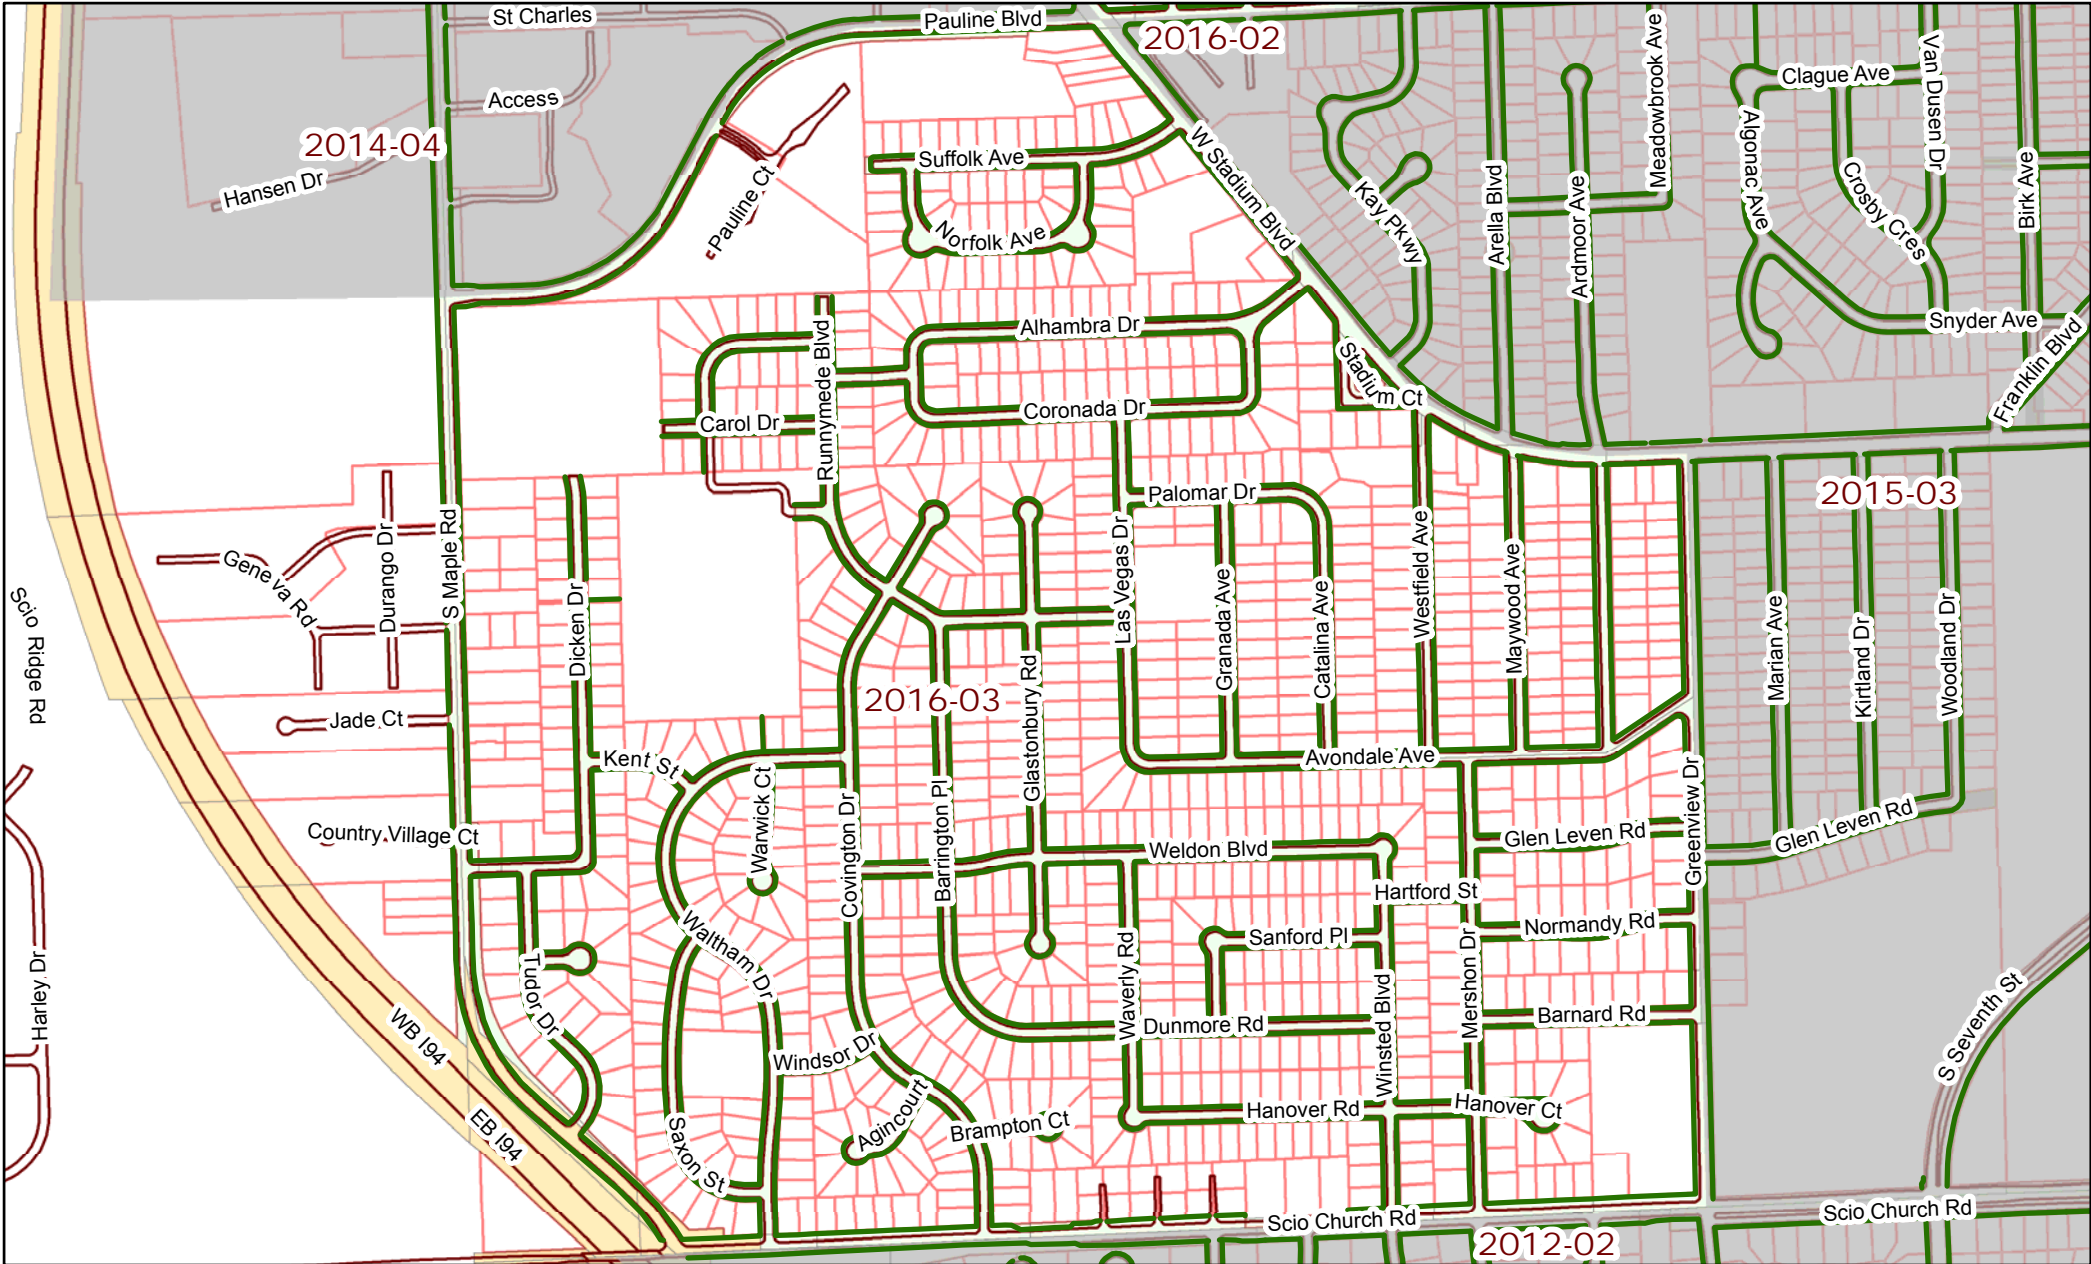 St Charles
Pauline Blvd
2016-02
Meadowbrook Ave
Van Dusen Dr
Clague Ave
Access
2014-04
Hansen Dr
Pauline Ct
Suffolk Ave
Norfolk Ave
W Stadium Blvd
Kay Pkwy
Arella Blvd
Ardmoor Ave
Algonac Ave
Crosby Cres
Birk Ave
Snyder Ave
Franklin Blvd
Alhambra Dr
Runnymede Blvd
Stadium Ct
Coronada Dr
Carol Dr
Palomar Dr
2015-03
S Maple Rd
Durango Dr
Geneva Rd
Scio Ridge Rd
Dicken Dr
Las Vegas Dr
Granada Ave
Catalina Ave
Westfield Ave
Maywood Ave
Marian Ave
Kirtland Dr
Woodland Dr
2016-03
Glastonbury Rd
Jade Ct
Kent St
Avondale Ave
Warwick Ct
Covington Dr
Barrington Pl
Greenview Dr
Country Village Ct
Weldon Blvd
Glen Leven Rd
Glen Leven Rd
Hartford St
Waltham Dr
Normandy Rd
Sanford Pl
Waverly Rd
Mershon Dr
Tudor Dr
Harley Dr
WB I94
Windsor Dr
Dunmore Rd
Winsted Blvd
Barnard Rd
S Seventh St
EB I94
Saxon St
Agincourt
Brampton Ct
Hanover Rd
Hanover Ct
Scio Church Rd
Scio Church Rd
2012-02